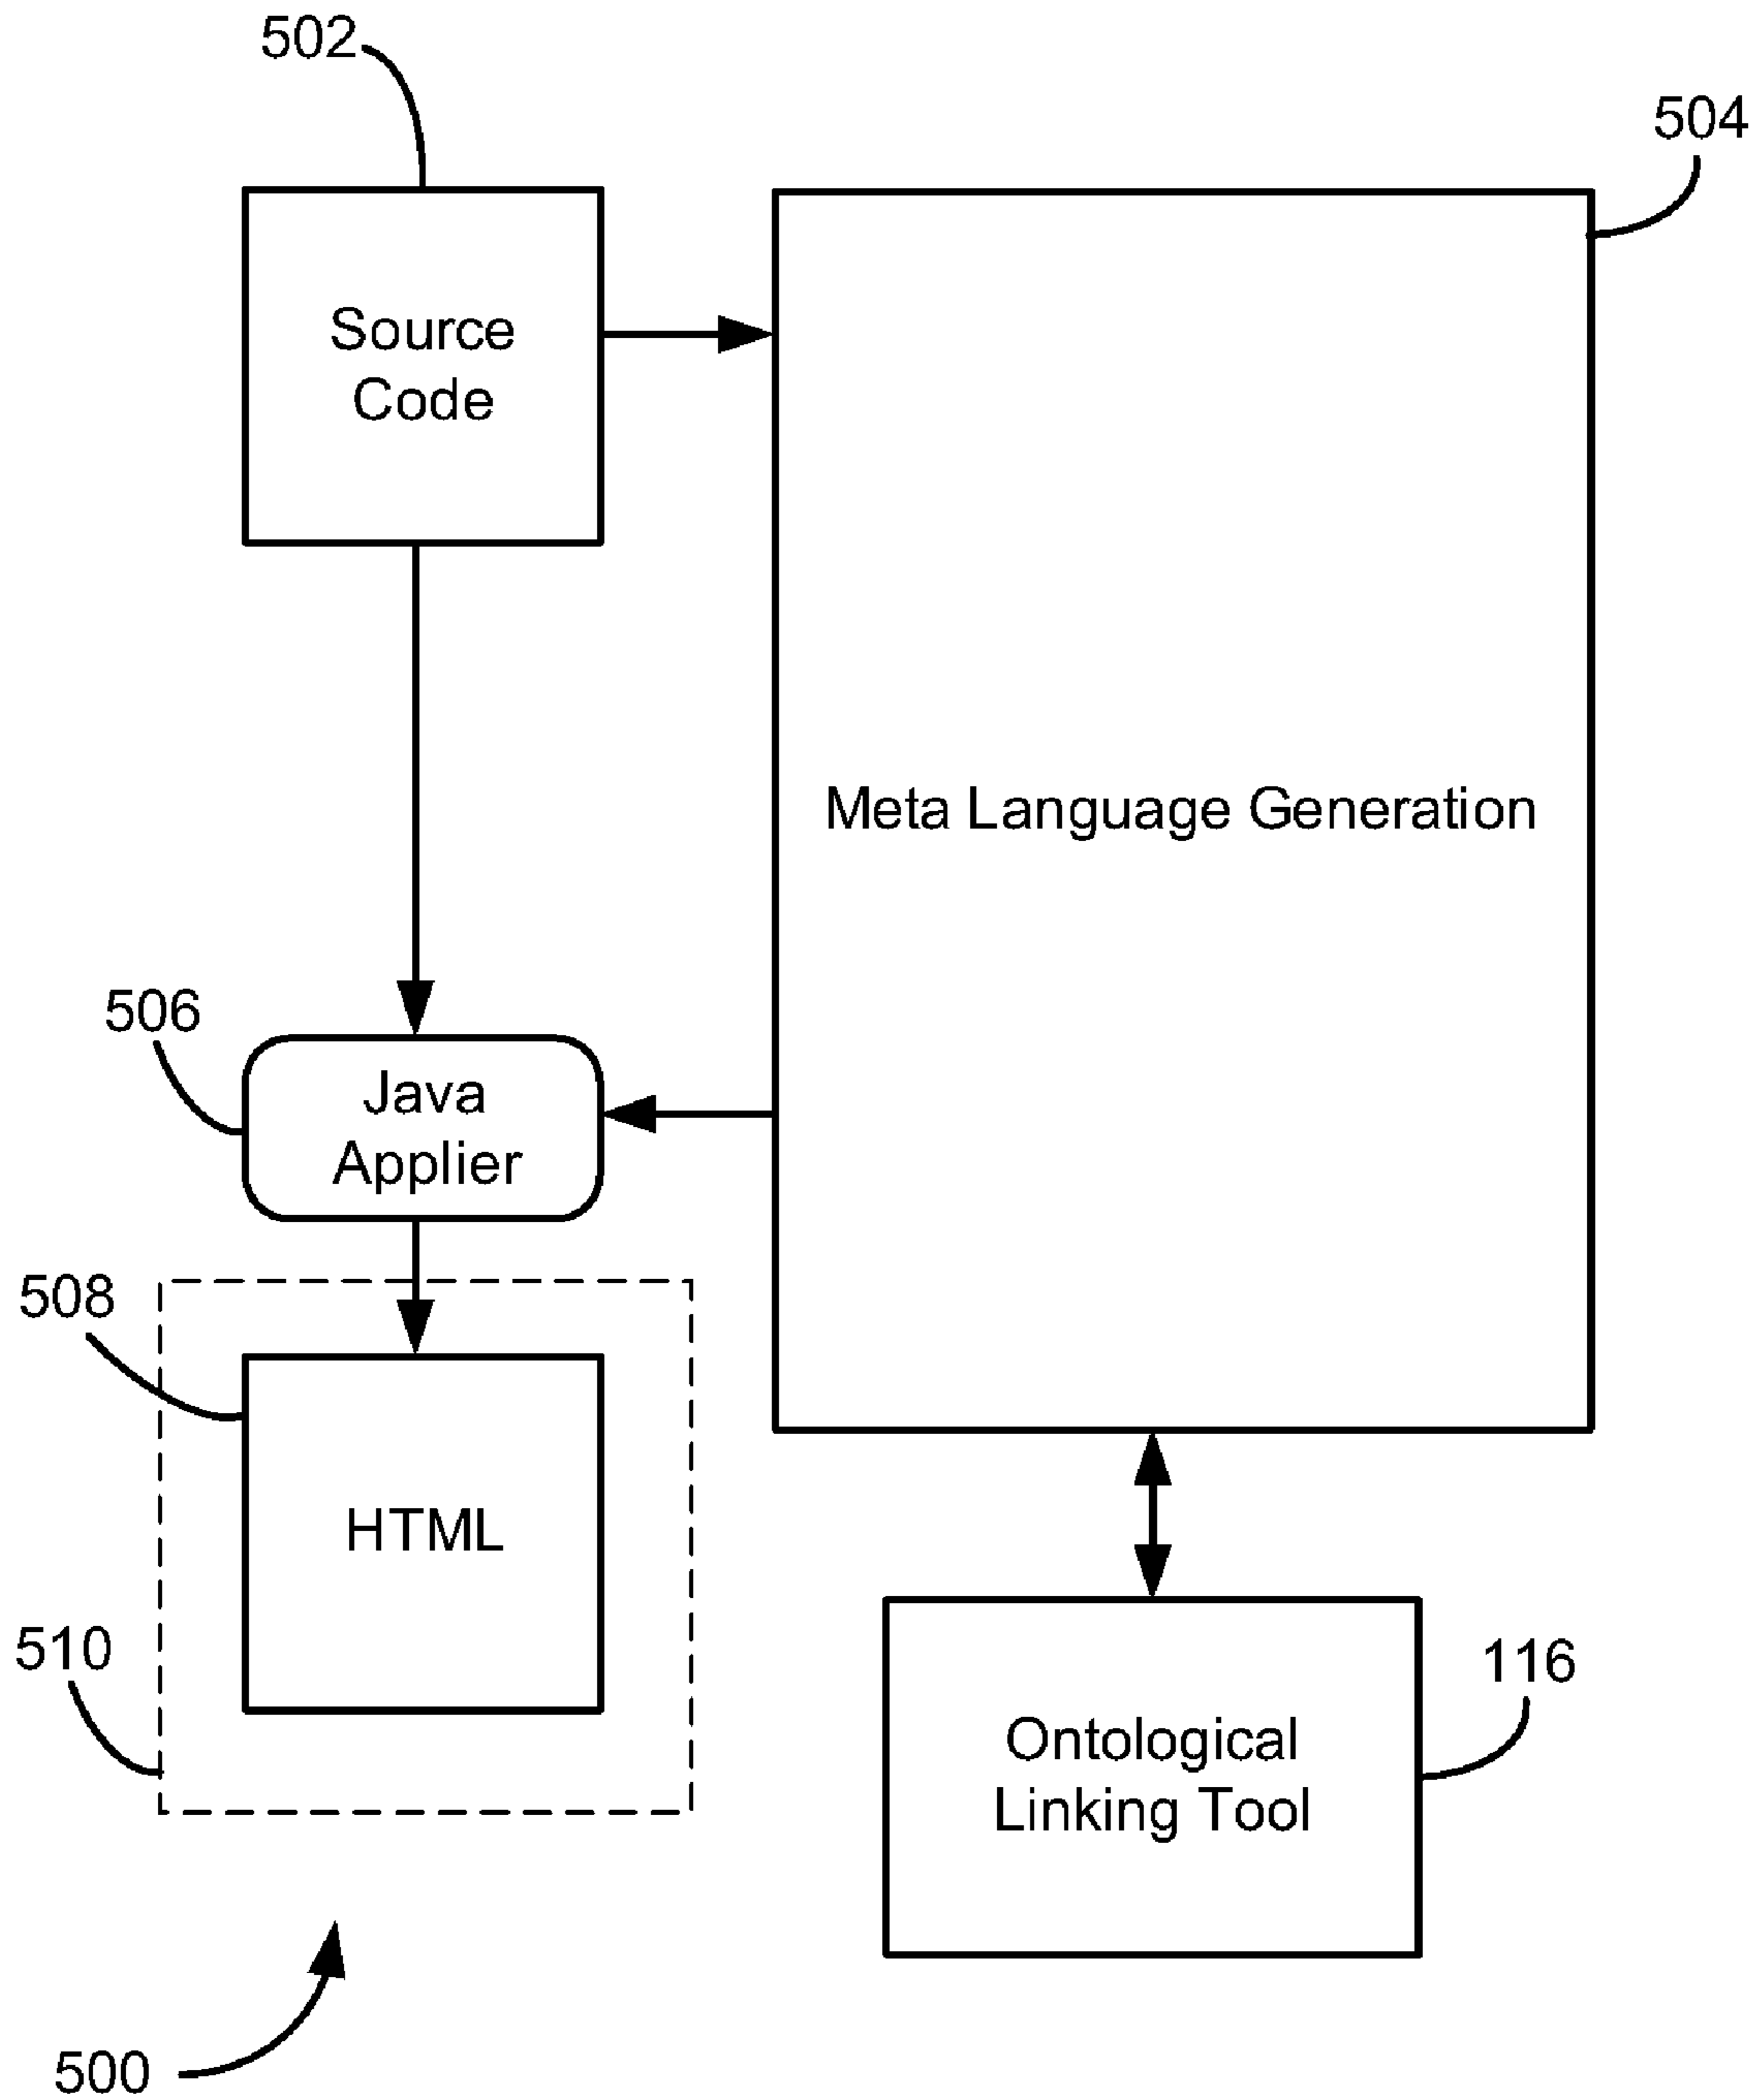 502
504
Source
Code
Meta Language Generation
506
Java
Applier
508
HTML
510
116
Ontological
Linking Tool
500